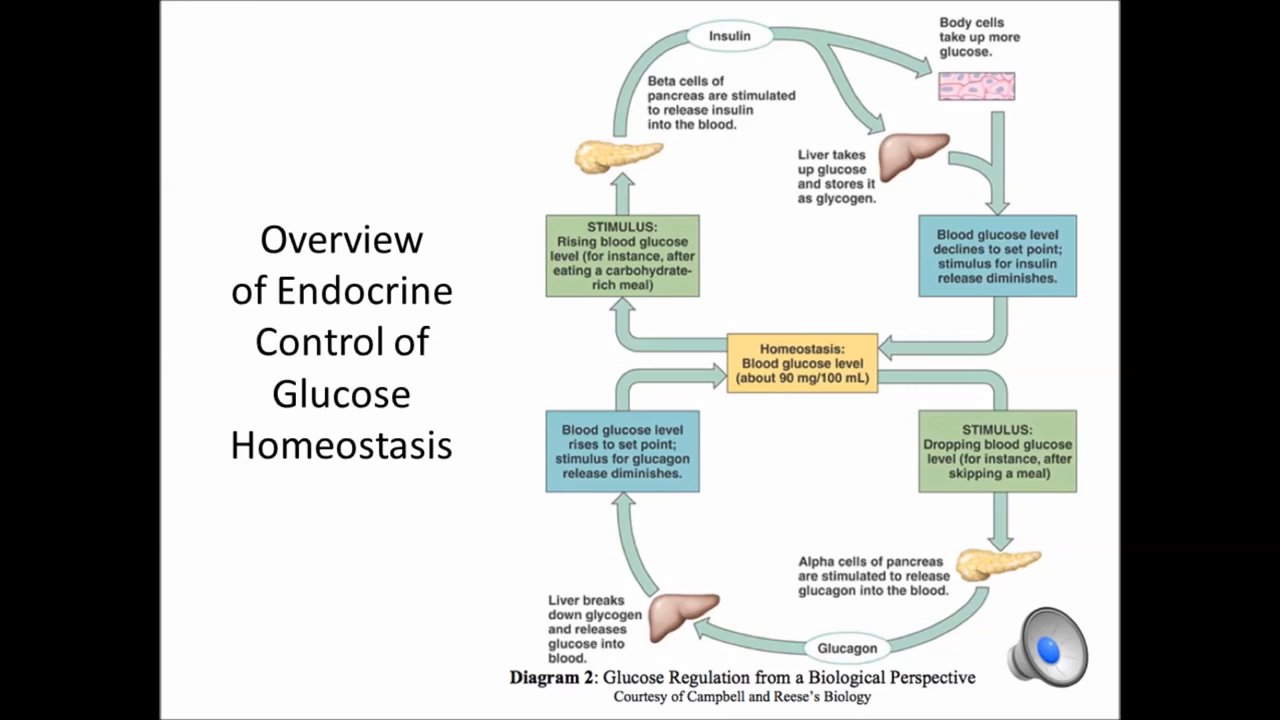 Overview
of Endocrine
Control of
Glucose
Homeostasis
Insulin
Body cells
take up more
glucose.
Beta cells of
pancreas are stimulated
to release insulin
into the blood.
Liver takes
up glucose
and stores it
as glycogen.
STIMULUS:
Rising blood glucose
level (for instance, after
eating a carbohydrate-
rich meal)
Blood glucose level
declines to set point;
stimulus for insulin
release diminishes.
Homeostasis:
Blood glucose level
(about 90 mg/100 mL)
Blood glucose level
rises to set point;
stimulus for glucagon
release diminishes.
STIMULUS:
Dropping blood glucose
level (for instance, after
skipping a meal)
Alpha cells of pancreas
are stimulated to release
glucagon into the blood.
Liver breaks
down glycogen
and releases
glucose into
blood.
Glucagon
Diagram 2: Glucose Regulation from a Biological Perspective
Courtesy of Campbell and Reese's Biology